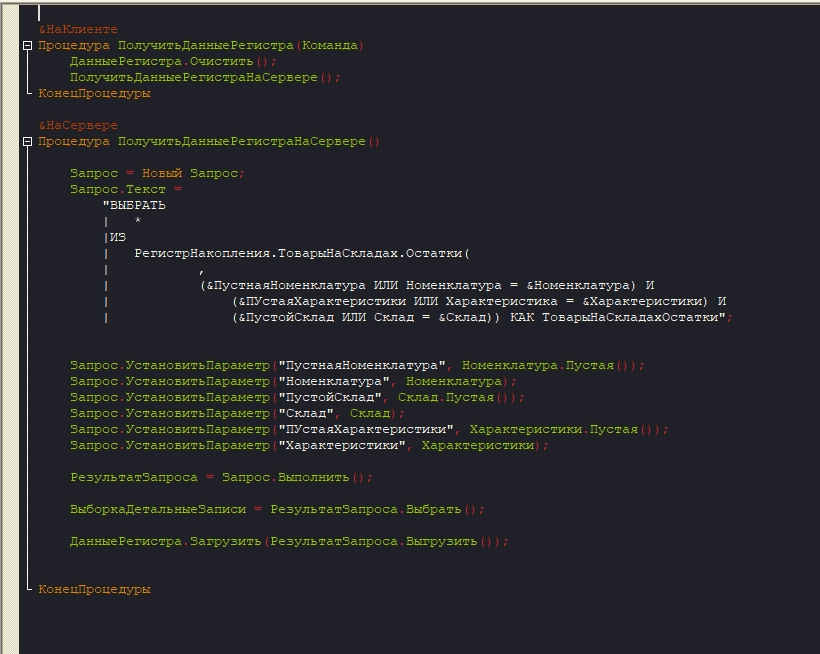 &НаКлиенте
Процедура ПолучитьДанныеРегистра(Команда)
ДанныеРегистра.Очистить();
ПолучитьДанныеРегистраНаСервере();
КонецПроцедуры
&НаСервере
Процедура ПолучитьДанныеРегистраНаСервере()
Запрос = Новый Запрос;
Запрос.Текст =
"ВЫБРАТЬ
| *
|ИЗ
| РегистрНакопления.ТоварыНаСкладах.Остатки(
| ,
| (&ПустнаяНоменклатура ИЛИ Номенклатура = &Номенклатура) И
| (&ПУстаяХарактеристики ИЛИ Характеристика = &Характеристики) И
| (&ПустойСклад ИЛИ Склад = &Склад)) КАК ТоварыНаСкладахОстатки";
Запрос.УстановитьПараметр("ПустнаяНоменклатура", Номенклатура.Пустая());
Запрос.УстановитьПараметр("Номенклатура", Номенклатура);
Запрос.УстановитьПараметр("ПустойСклад", Склад.Пустая());
Запрос.УстановитьПараметр("Склад", Склад);
Запрос.УстановитьПараметр("ПУстаяХарактеристики", Характеристики.Пустая());
Запрос.УстановитьПараметр("Характеристики", Характеристики);
РезультатЗапроса = Запрос.Выполнить();
ВыборкаДетальныеЗаписи = РезультатЗапроса.Выбрать();
ДанныеРегистра.Загрузить(РезультатЗапроса.Выгрузить());
КонецПроцедуры